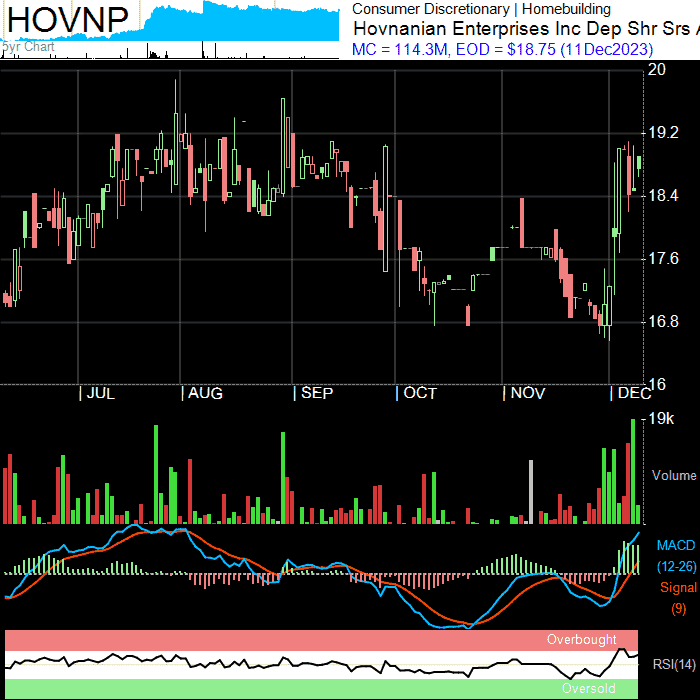 HOVNP
5yr Chart
Consumer Discretionary | Homebuilding
Hovnanian Enterprises Inc Dep Shr Srs A
MC = 114.3M, EOD = $18.75 (11Dec2023)
20
19.2
18.4
17.6
16.8
16
| JUL | AUG | SEP | OCT | NOV | DEC
19k
Volume
MACD
(12-26)
Signal
(9)
Overbought
RSI(14)
Oversold